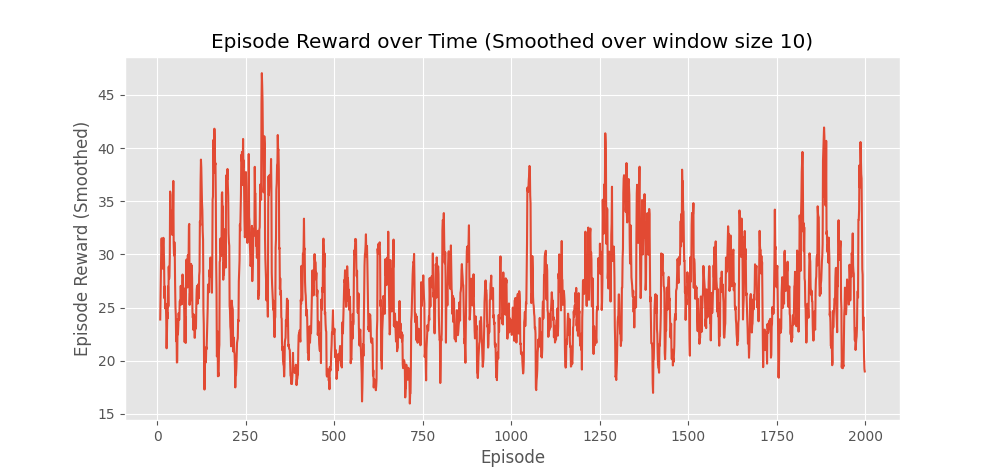 Episode Reward over Time (Smoothed over window size 10)
Episode Reward (Smoothed)
45
40
35
30
25
20
15
0 250 500 750 1000 1250 1500 1750 2000
Episode